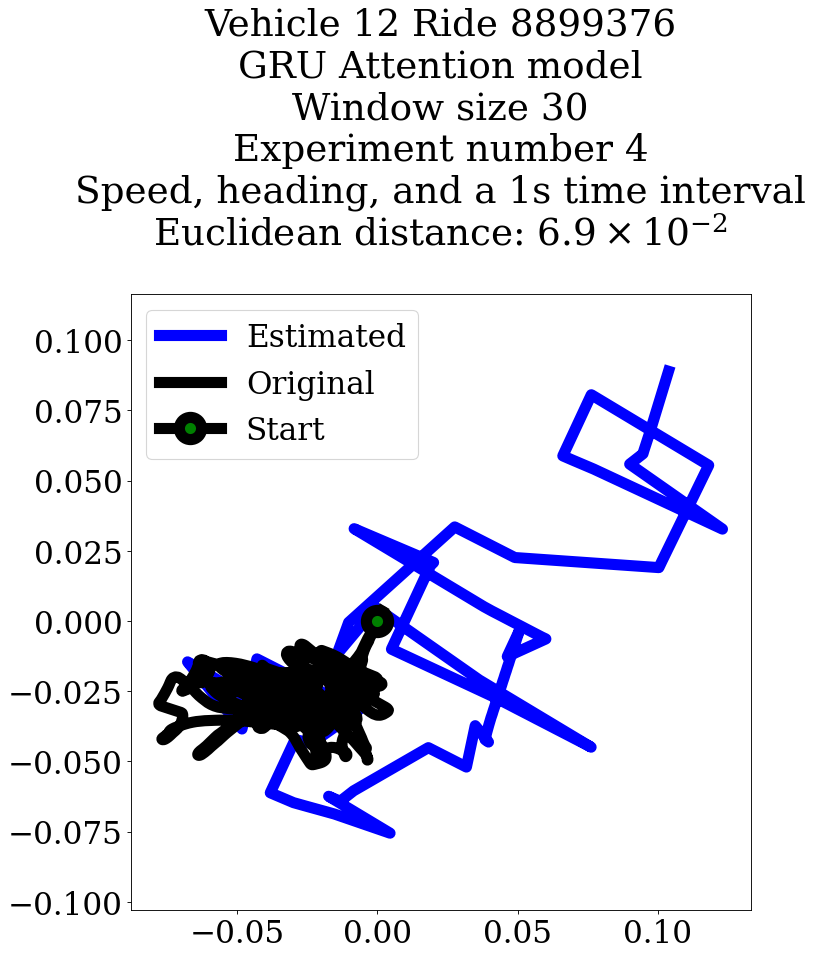 Vehicle 12 Ride 8899376
GRU Attention model
Window size 30
Experiment number 4
Speed, heading, and a 1s time interval
Euclidean distance: 6.9 × 10⁻²
Estimated
Original
Start
0.100
0.075
0.050
0.025
0.000
−0.025
−0.050
−0.075
−0.100
−0.05 0.00 0.05 0.10